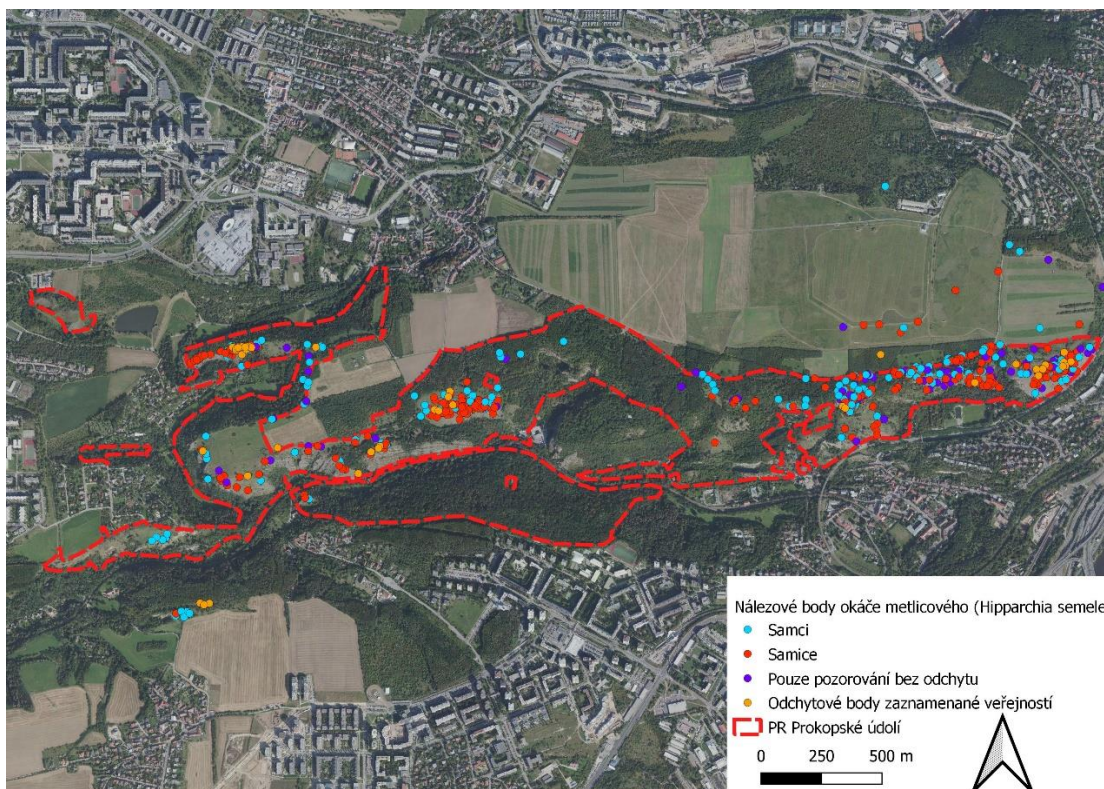 Nálezové body okáče metlicového (Hipparchia semele
Samci
Samice
Pouze pozorování bez odchytu
Odchytové body zaznamenané veřejností
PR Prokopské údolí
0 250 500 m